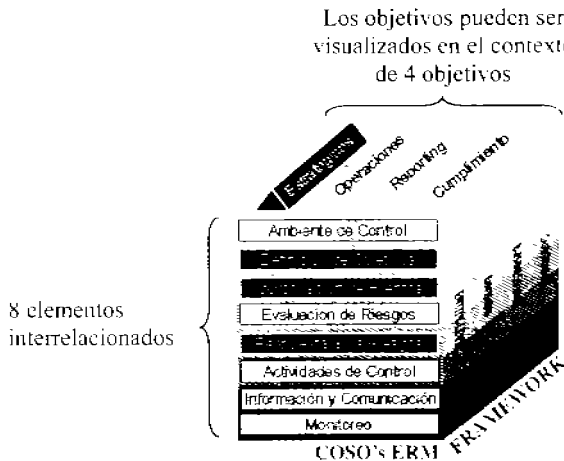 Los objetivos pueden ser
visualizados en el contexto
de 4 objetivos
Estratégicos
Operaciones
Reporting
Cumplimiento
Ambiente de Control
Evaluacion de Riesgos
8 elementos
interrelacionados
Actividades de Control
Información y Comunicación
Monitoreo
COSO's ERM
FRAMEWORK